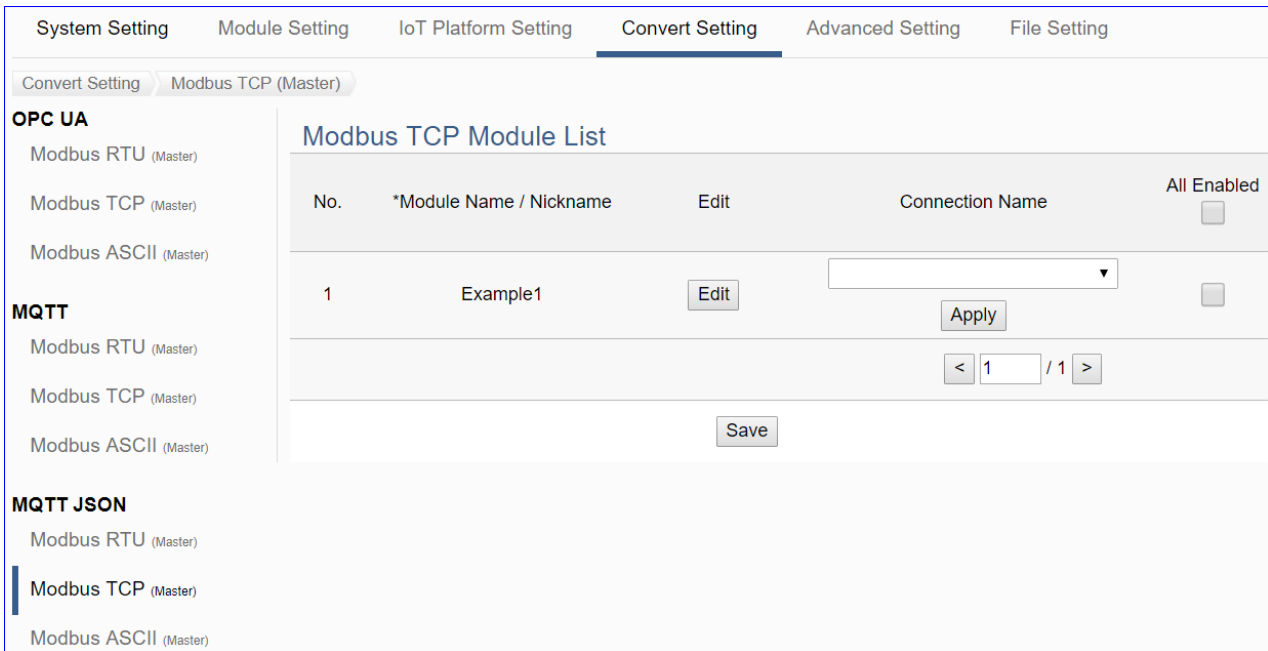 System Setting Module Setting IoT Platform Setting Convert Setting Advanced Setting File Setting
Convert Setting Modbus TCP (Master)
OPC UA
Modbus RTU (Master)
Modbus TCP (Master)
Modbus ASCII (Master)
MQTT
Modbus RTU (Master)
Modbus TCP (Master)
Modbus ASCII (Master)
MQTT JSON
Modbus RTU (Master)
Modbus TCP (Master)
Modbus ASCII (Master)
Modbus TCP Module List
No. *Module Name / Nickname Edit Connection Name All Enabled
1 Example1 Edit
Apply
< 1 / 1 >
Save